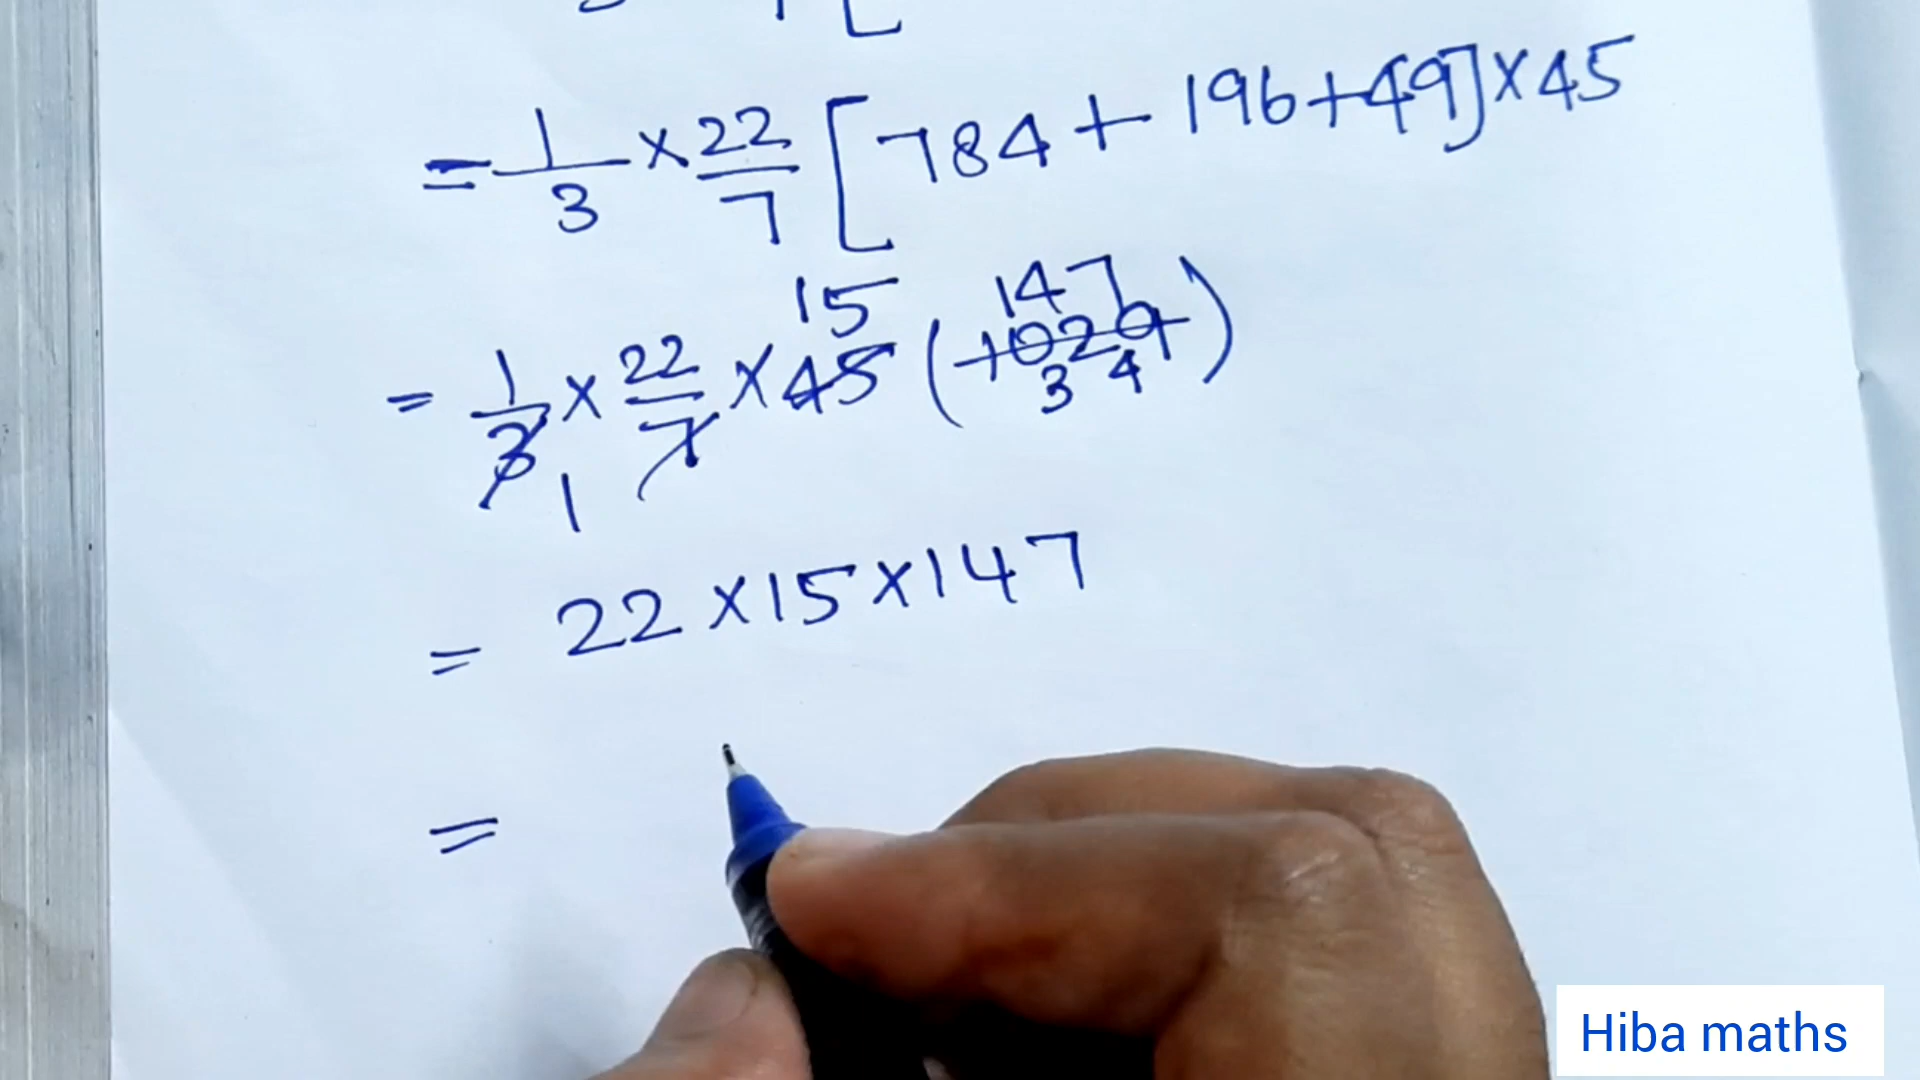 = 1/3 × 22/7 [784 + 196 + 49] × 45
15 147
= 1/3 × 22/7 × 45 (1029)
3 4
1
= 22 × 15 × 147
=
Hiba maths